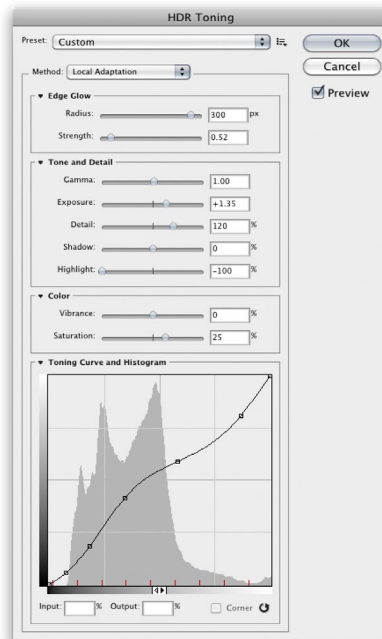 HDR Toning
Preset: Custom
OK
Cancel
Preview
Method: Local Adaptation
Edge Glow
Radius: 300 px
Strength: 0.52
Tone and Detail
Gamma: 1.00
Exposure: +1.35
Detail: 120 %
Shadow: 0 %
Highlight: -100 %
Color
Vibrance: 0 %
Saturation: 25 %
Toning Curve and Histogram
Input: % Output: % Corner